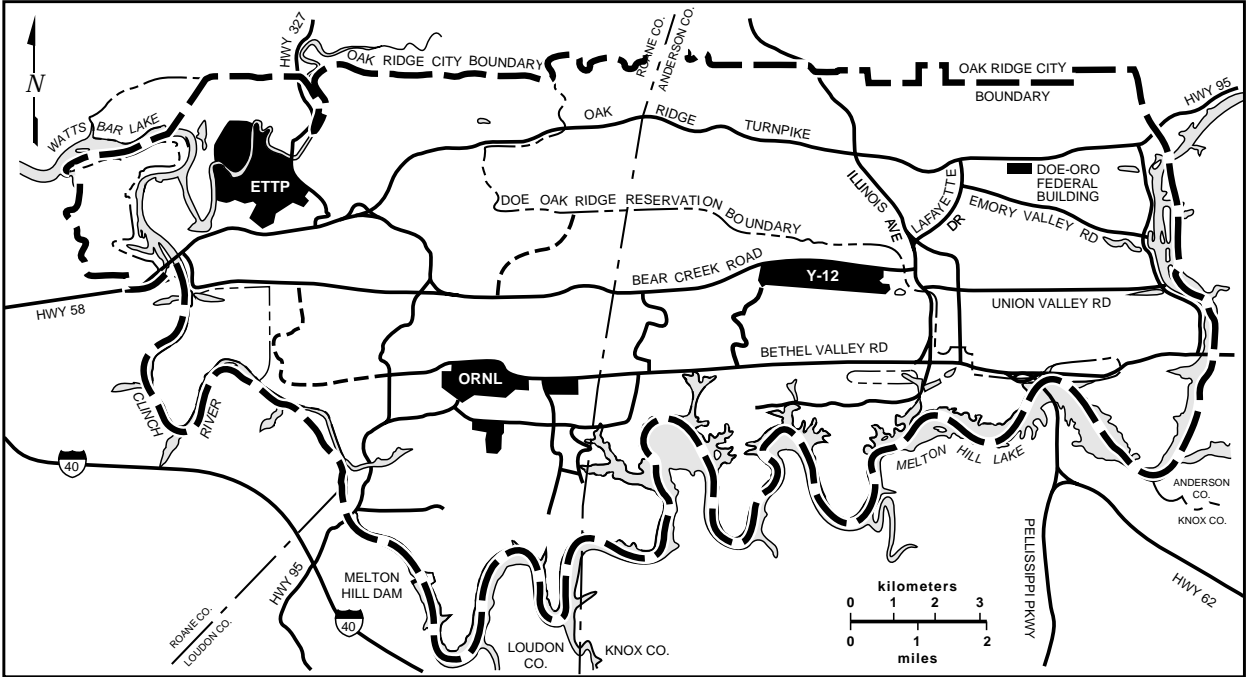 HWY 327
OAK RIDGE CITY BOUNDARY
ROANE CO.
ANDERSON CO.
OAK RIDGE CITY
BOUNDARY
HWY 95
N
WATTS BAR LAKE
OAK RIDGE TURNPIKE
ETTP
DOE-ORO
FEDERAL
BUILDING
ILLINOIS AVE
LAFAYETTE
DR
EMORY VALLEY RD
DOE OAK RIDGE RESERVATION BOUNDARY
BEAR CREEK ROAD
Y-12
HWY 58
UNION VALLEY RD
BETHEL VALLEY RD
ORNL
CLINCH
RIVER
40
MELTON HILL LAKE
ANDERSON
CO.
KNOX CO.
PELLISSIPPI PKWY
HWY 62
HWY 95
MELTON
HILL DAM
40
ROANE CO.
LOUDON CO.
LOUDON
CO.
KNOX CO.
kilometers
0 1 2 3
0 1 2
miles